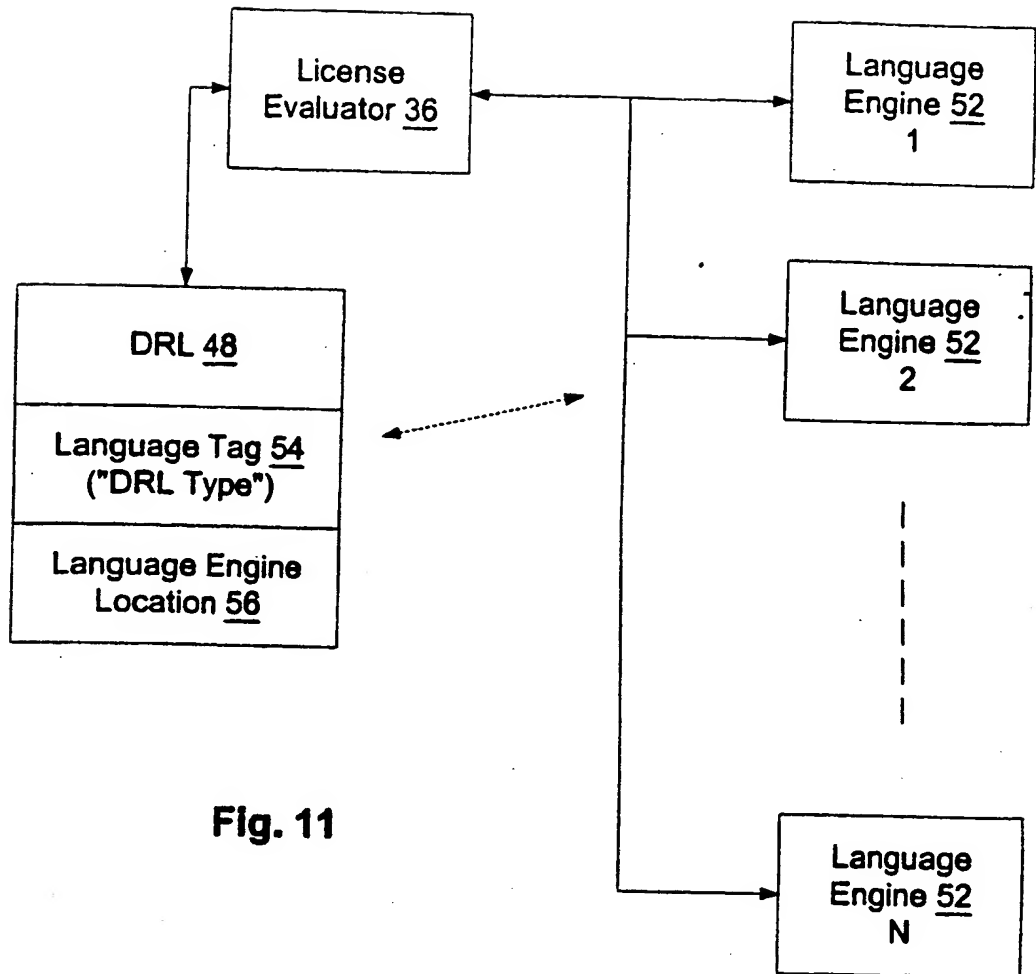 License
Evaluator 36
Language
Engine 52
1
Language
Engine 52
2
DRL 48
Language Tag 54
("DRL Type")
Language Engine
Location 56
Fig. 11
Language
Engine 52
N